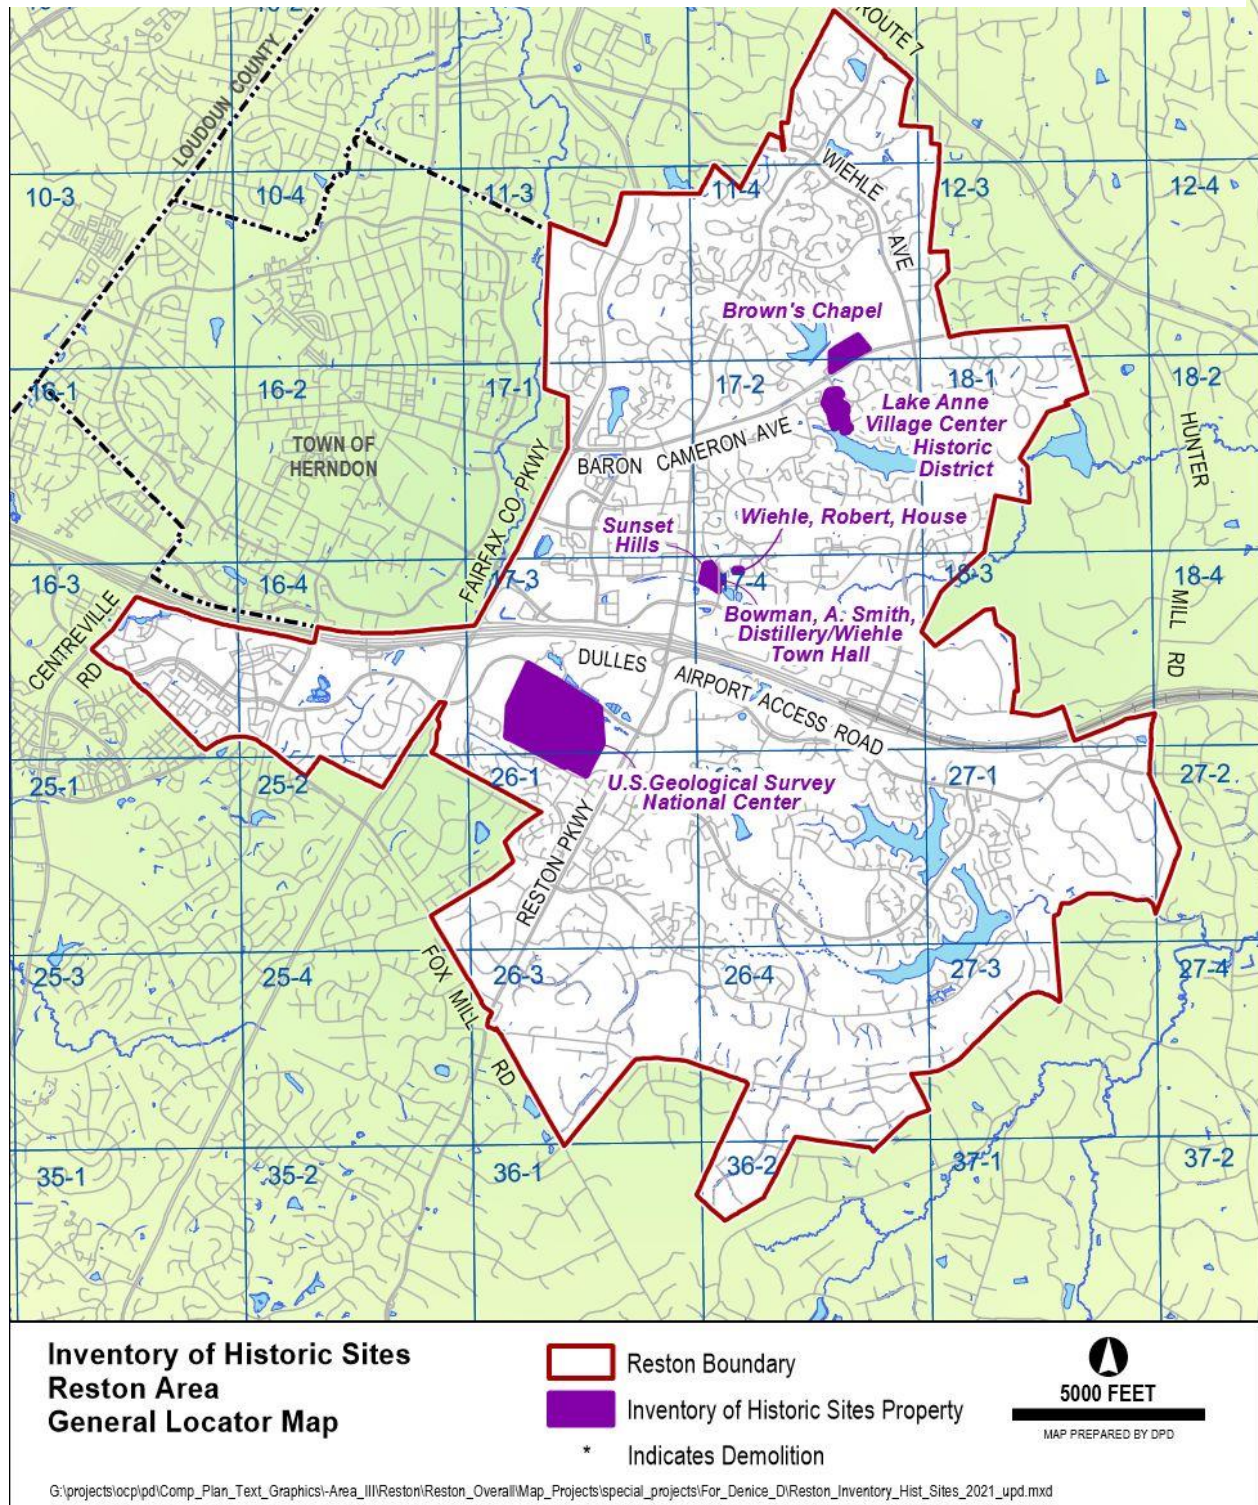 ROUTE 7
LOUDOUN COUNTY
10-3
10-4
11-3
11-4
WIEHLE
AVE
12-3
12-4
Brown's Chapel
16-1
16-2
17-1
17-2
18-1
18-2
Lake Anne
Village Center
Historic
District
TOWN OF
HERNDON
BARON CAMERON AVE
HUNTER
MILL RD
FAIRFAX CO PKWY
Sunset
Hills
Wiehle, Robert, House
16-3
16-4
17-3
7-4
18-3
18-4
Bowman, A. Smith,
Distillery/Wiehle
Town Hall
CENTREVILLE
RD
DULLES AIRPORT ACCESS ROAD
25-1
25-2
26-1
27-1
27-2
U.S.Geological Survey
National Center
RESTON PKWY
25-3
25-4
26-3
26-4
27-3
27-4
FOX MILL RD
35-1
35-2
36-1
36-2
37-1
37-2
Inventory of Historic Sites
Reston Area
General Locator Map
Reston Boundary
Inventory of Historic Sites Property
* Indicates Demolition
5000 FEET
MAP PREPARED BY DPD
G:\projects\ocp\pd\Comp_Plan_Text_Graphics\-Area_III\Reston\Reston_Overall\Map_Projects\special_projects\For_Denice_D\Reston_Inventory_Hist_Sites_2021_upd.mxd